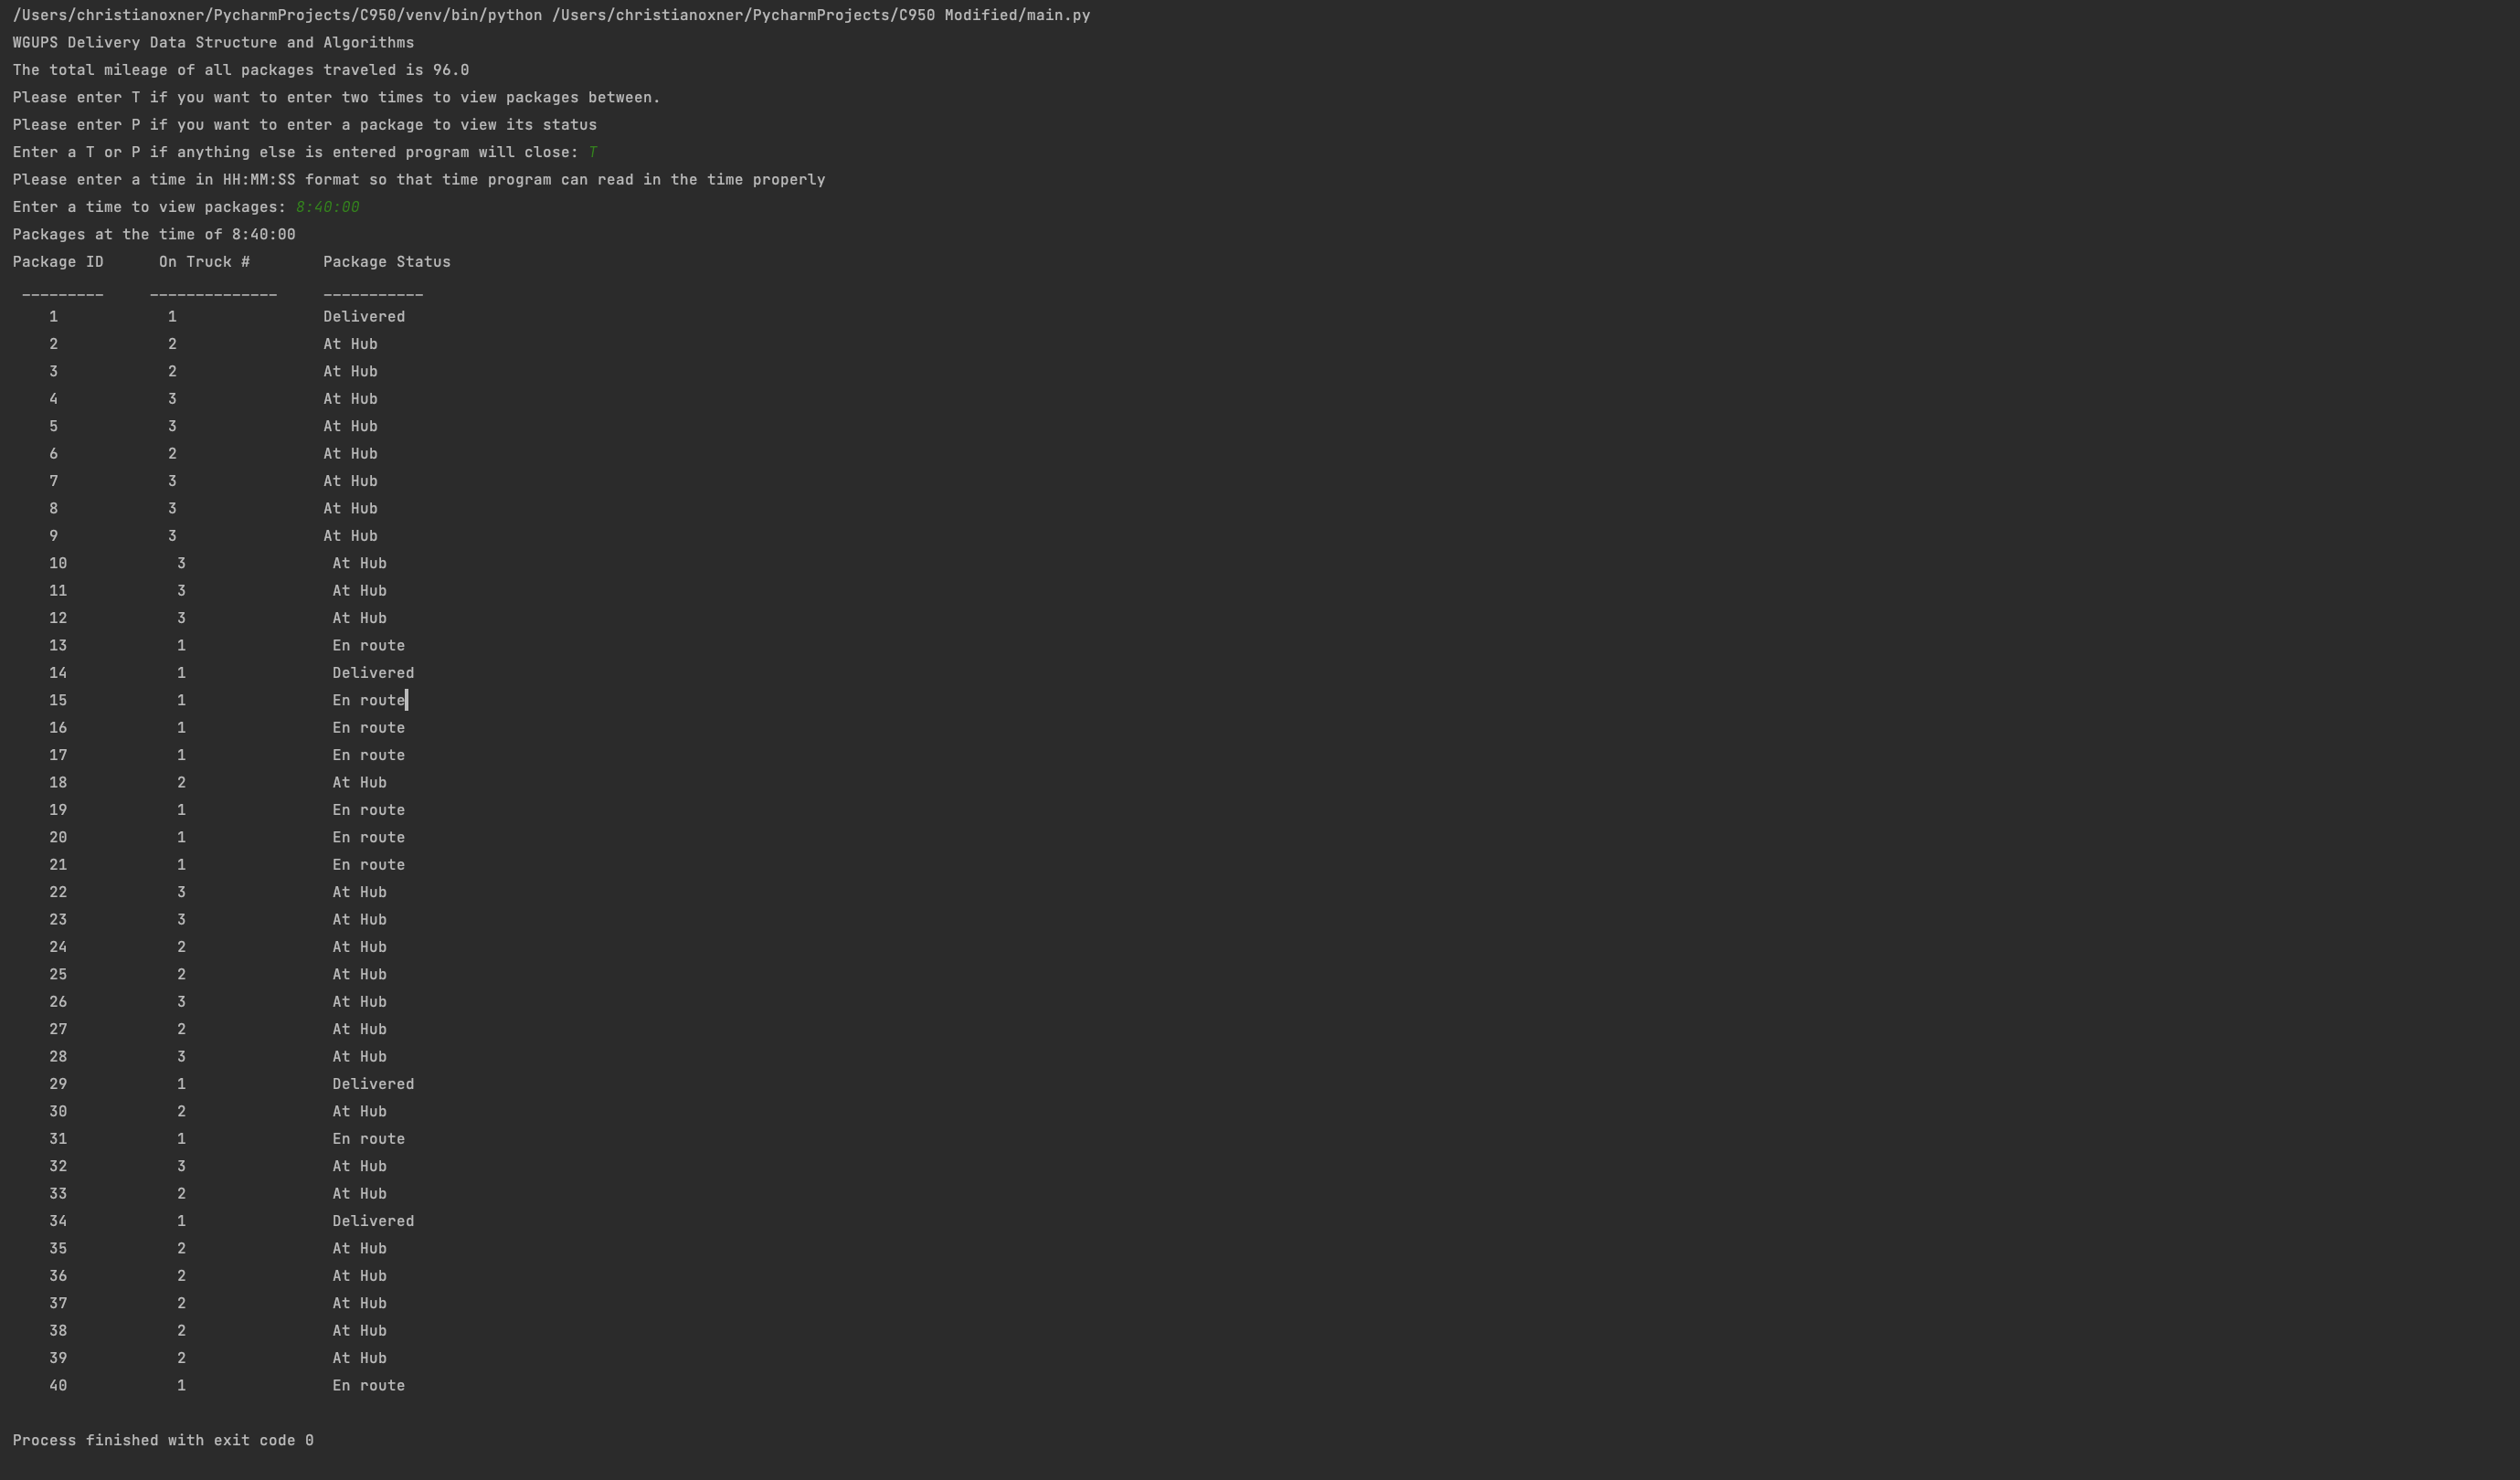 /Users/christianoxner/PycharmProjects/C950/venv/bin/python /Users/christianoxner/PycharmProjects/C950 Modified/main.py
WGUPS Delivery Data Structure and Algorithms
The total mileage of all packages traveled is 96.0
Please enter T if you want to enter two times to view packages between.
Please enter P if you want to enter a package to view its status
Enter a T or P if anything else is entered program will close: T
Please enter a time in HH:MM:SS format so that time program can read in the time properly
Enter a time to view packages: 8:40:00
Packages at the time of 8:40:00
Package ID      On Truck #        Package Status
_________     ______________     ___________
1 1 Delivered
2 2 At Hub
3 2 At Hub
4 3 At Hub
5 3 At Hub
6 2 At Hub
7 3 At Hub
8 3 At Hub
9 3 At Hub
10 3 At Hub
11 3 At Hub
12 3 At Hub
13 1 En route
14 1 Delivered
15 1 En route
16 1 En route
17 1 En route
18 2 At Hub
19 1 En route
20 1 En route
21 1 En route
22 3 At Hub
23 3 At Hub
24 2 At Hub
25 2 At Hub
26 3 At Hub
27 2 At Hub
28 3 At Hub
29 1 Delivered
30 2 At Hub
31 1 En route
32 3 At Hub
33 2 At Hub
34 1 Delivered
35 2 At Hub
36 2 At Hub
37 2 At Hub
38 2 At Hub
39 2 At Hub
40 1 En route
Process finished with exit code 0